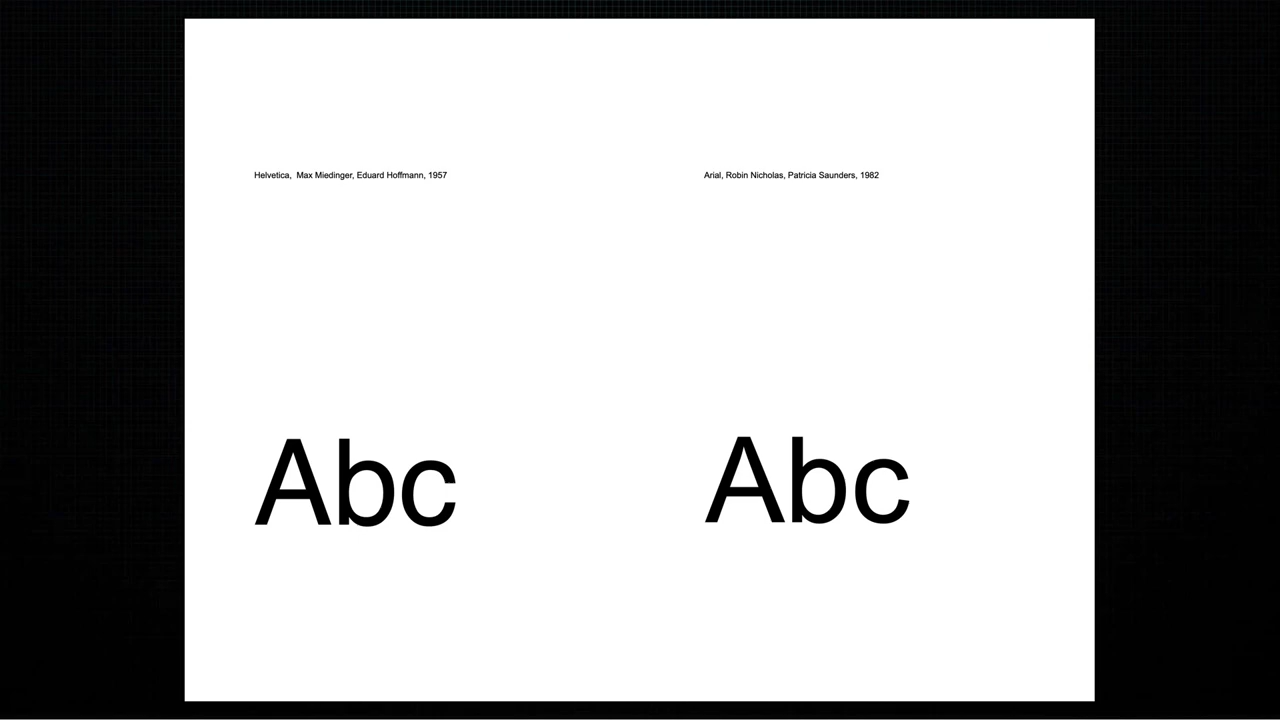 Helvetica,  Max Miedinger, Eduard Hoffmann, 1957
Arial, Robin Nicholas, Patricia Saunders, 1982
Abc
Abc